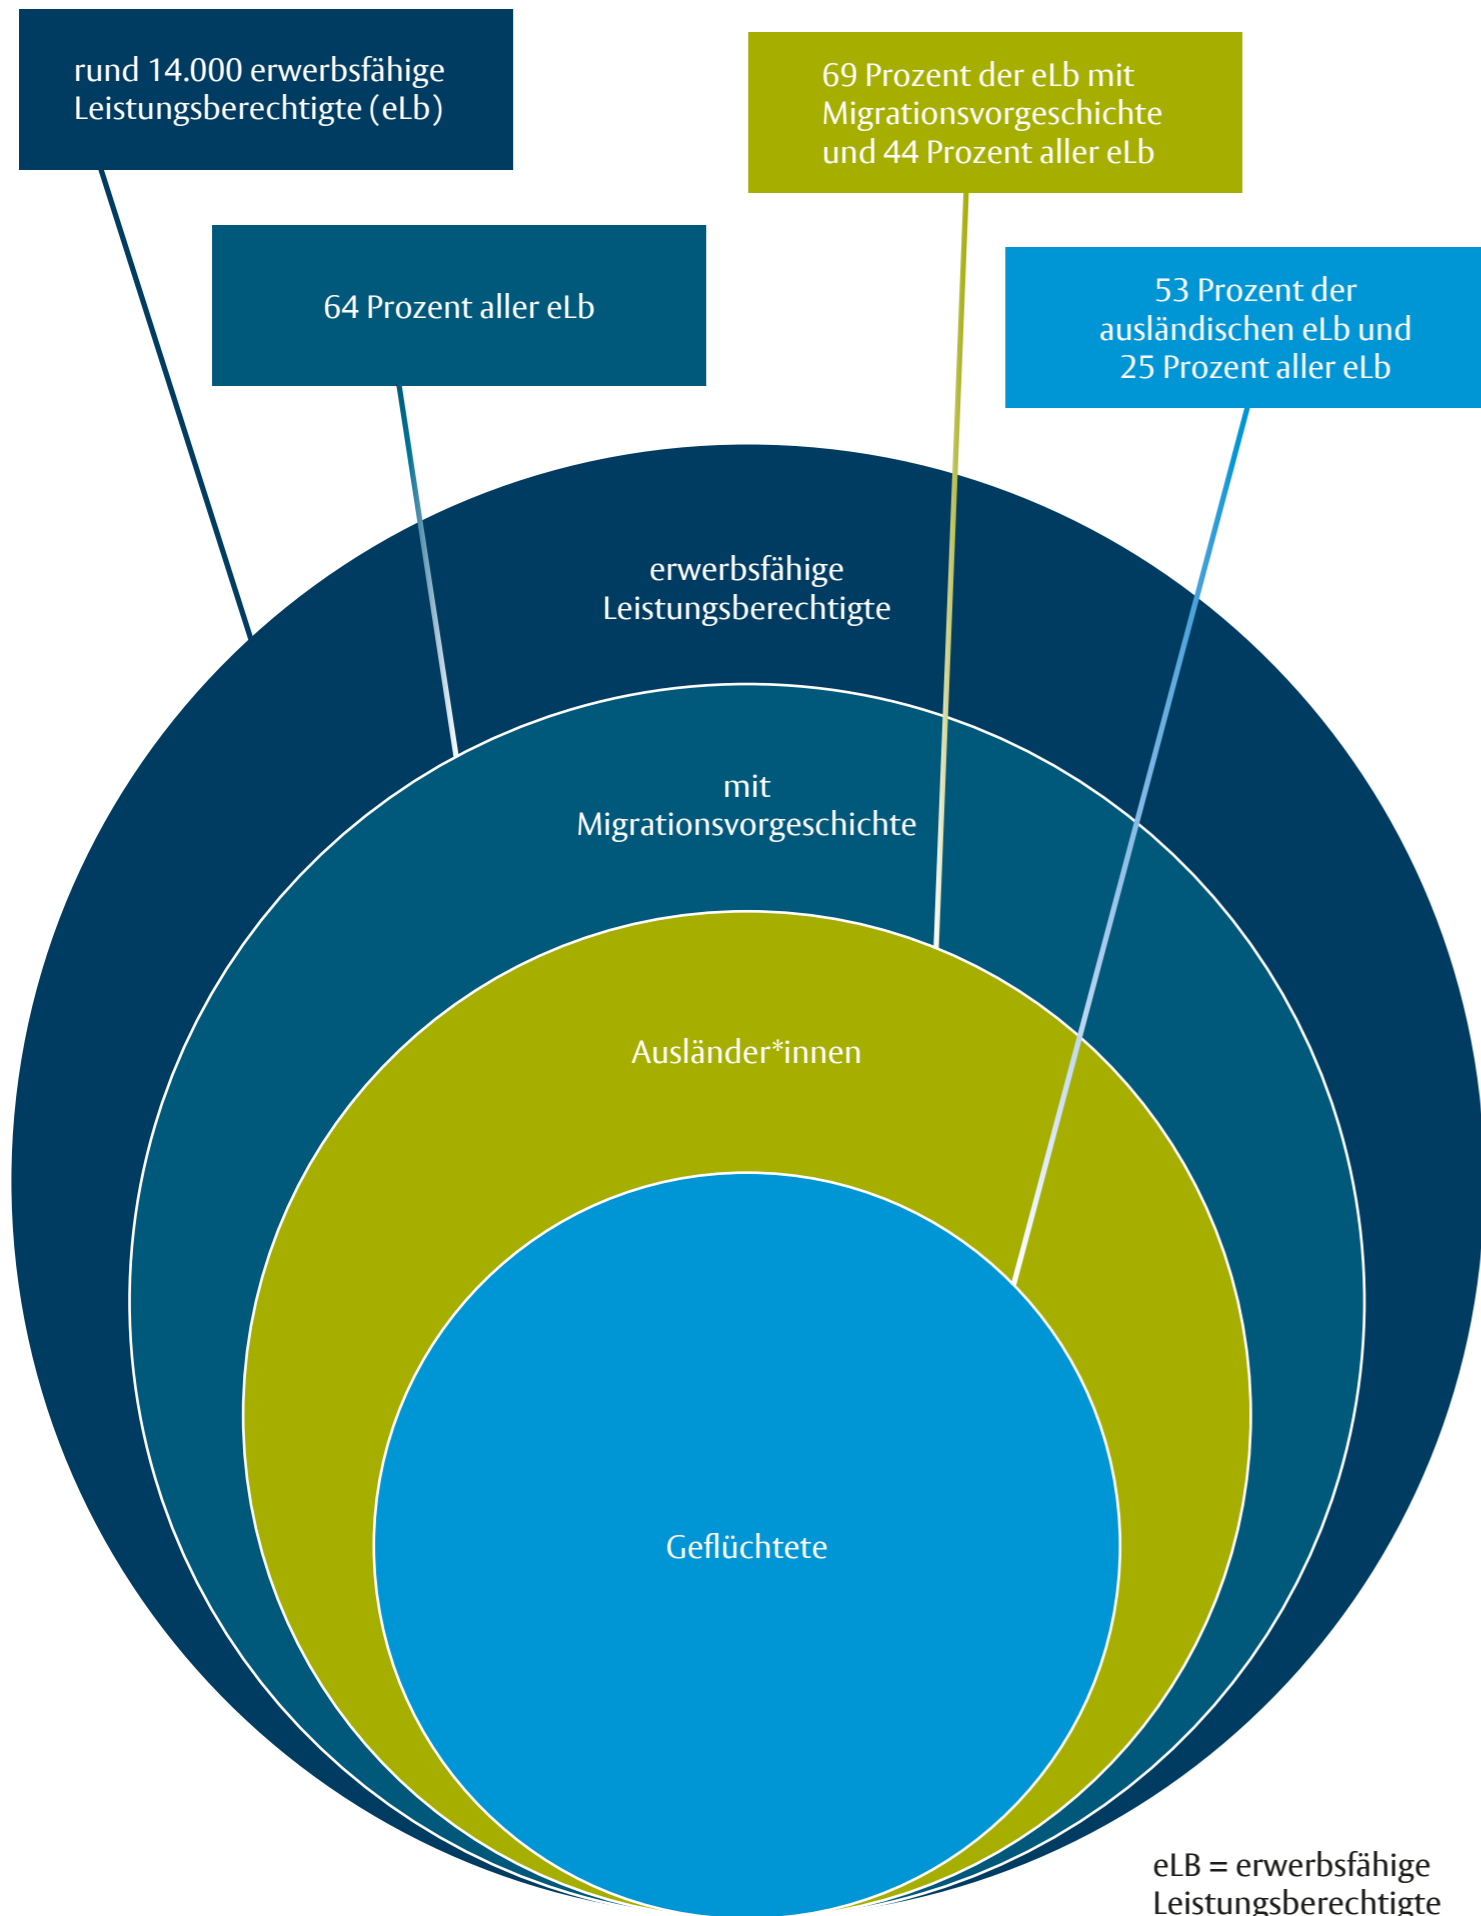 rund 14.000 erwerbsfähige
Leistungsberechtigte (eLb)
69 Prozent der eLb mit
Migrationsvorgeschichte
und 44 Prozent aller eLb
64 Prozent aller eLb
53 Prozent der
ausländischen eLb und
25 Prozent aller eLb
erwerbsfähige
Leistungsberechtigte
mit
Migrationsvorgeschichte
Ausländer*innen
Geflüchtete
eLB = erwerbsfähige
Leistungsberechtigte